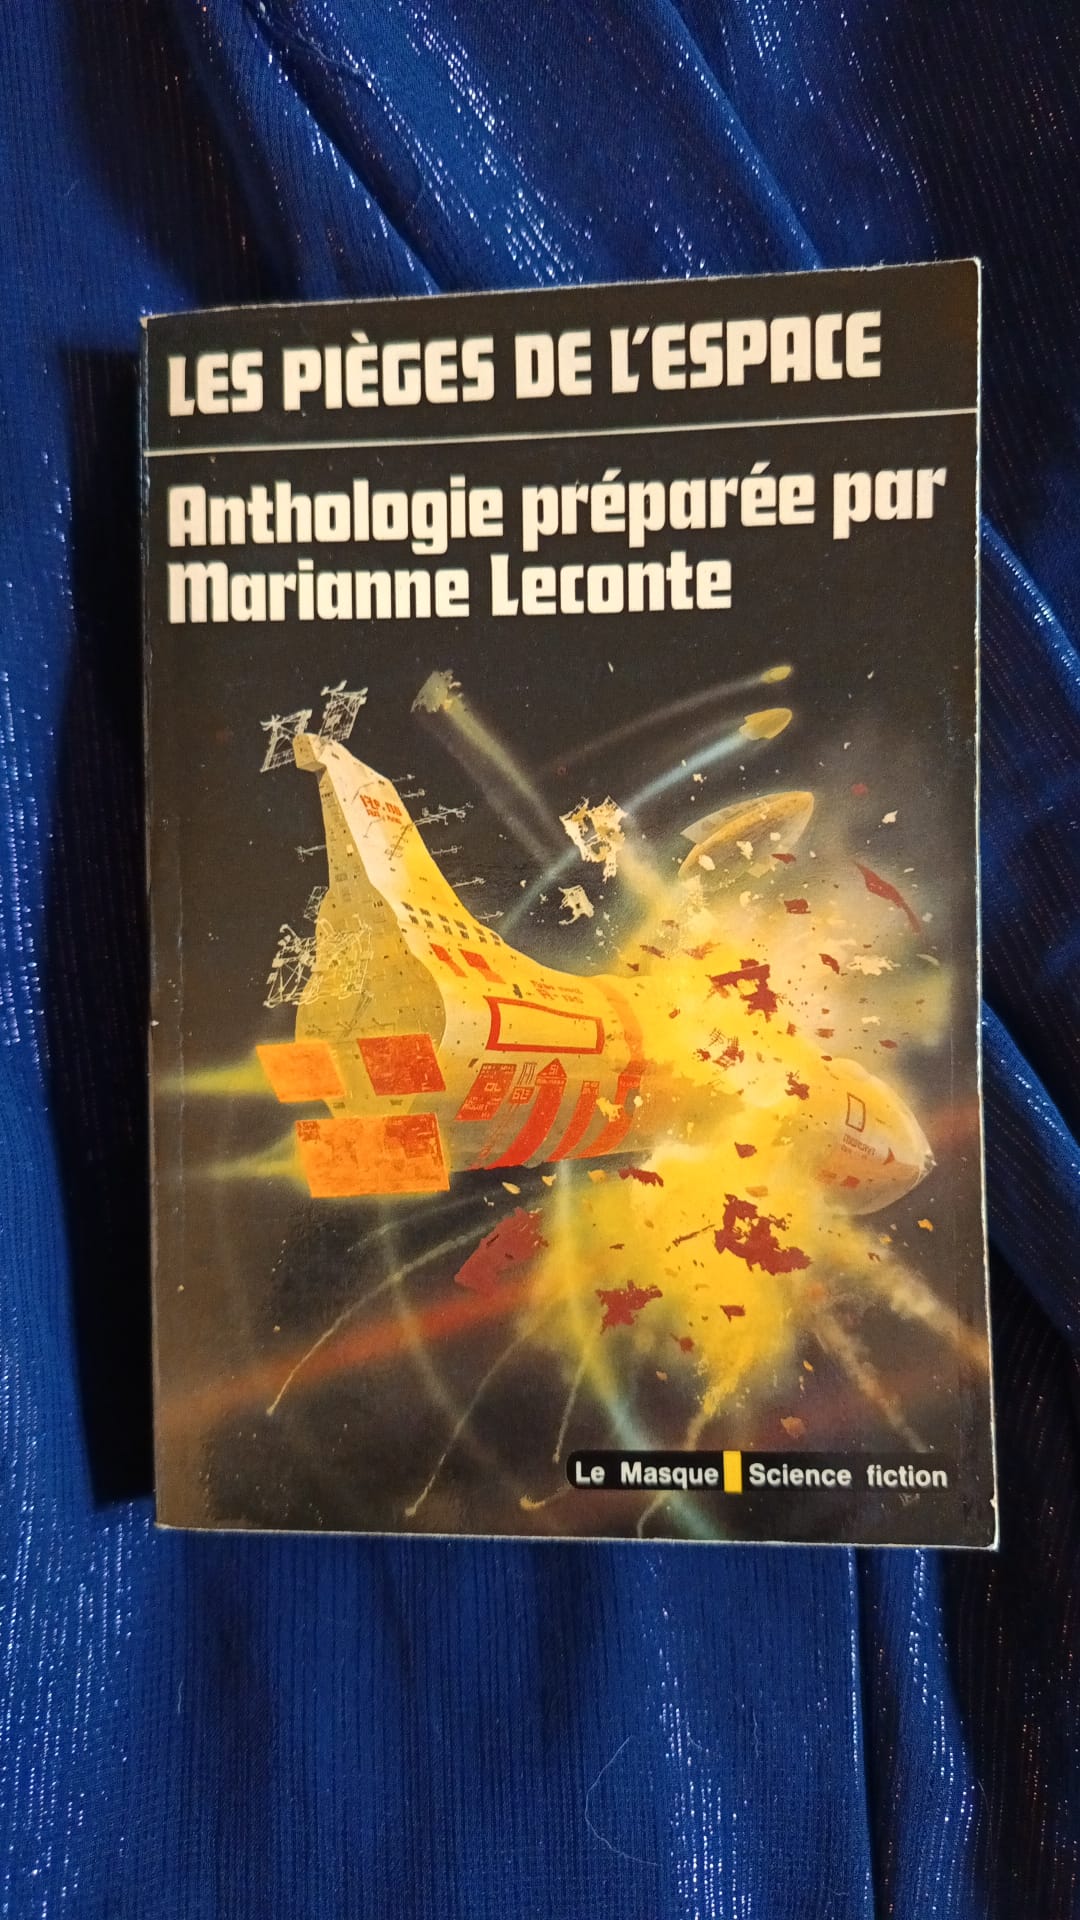 LES PIÈGES DE L'ESPACE
Anthologie préparée par
Marianne Leconte
Le Masque Science fiction